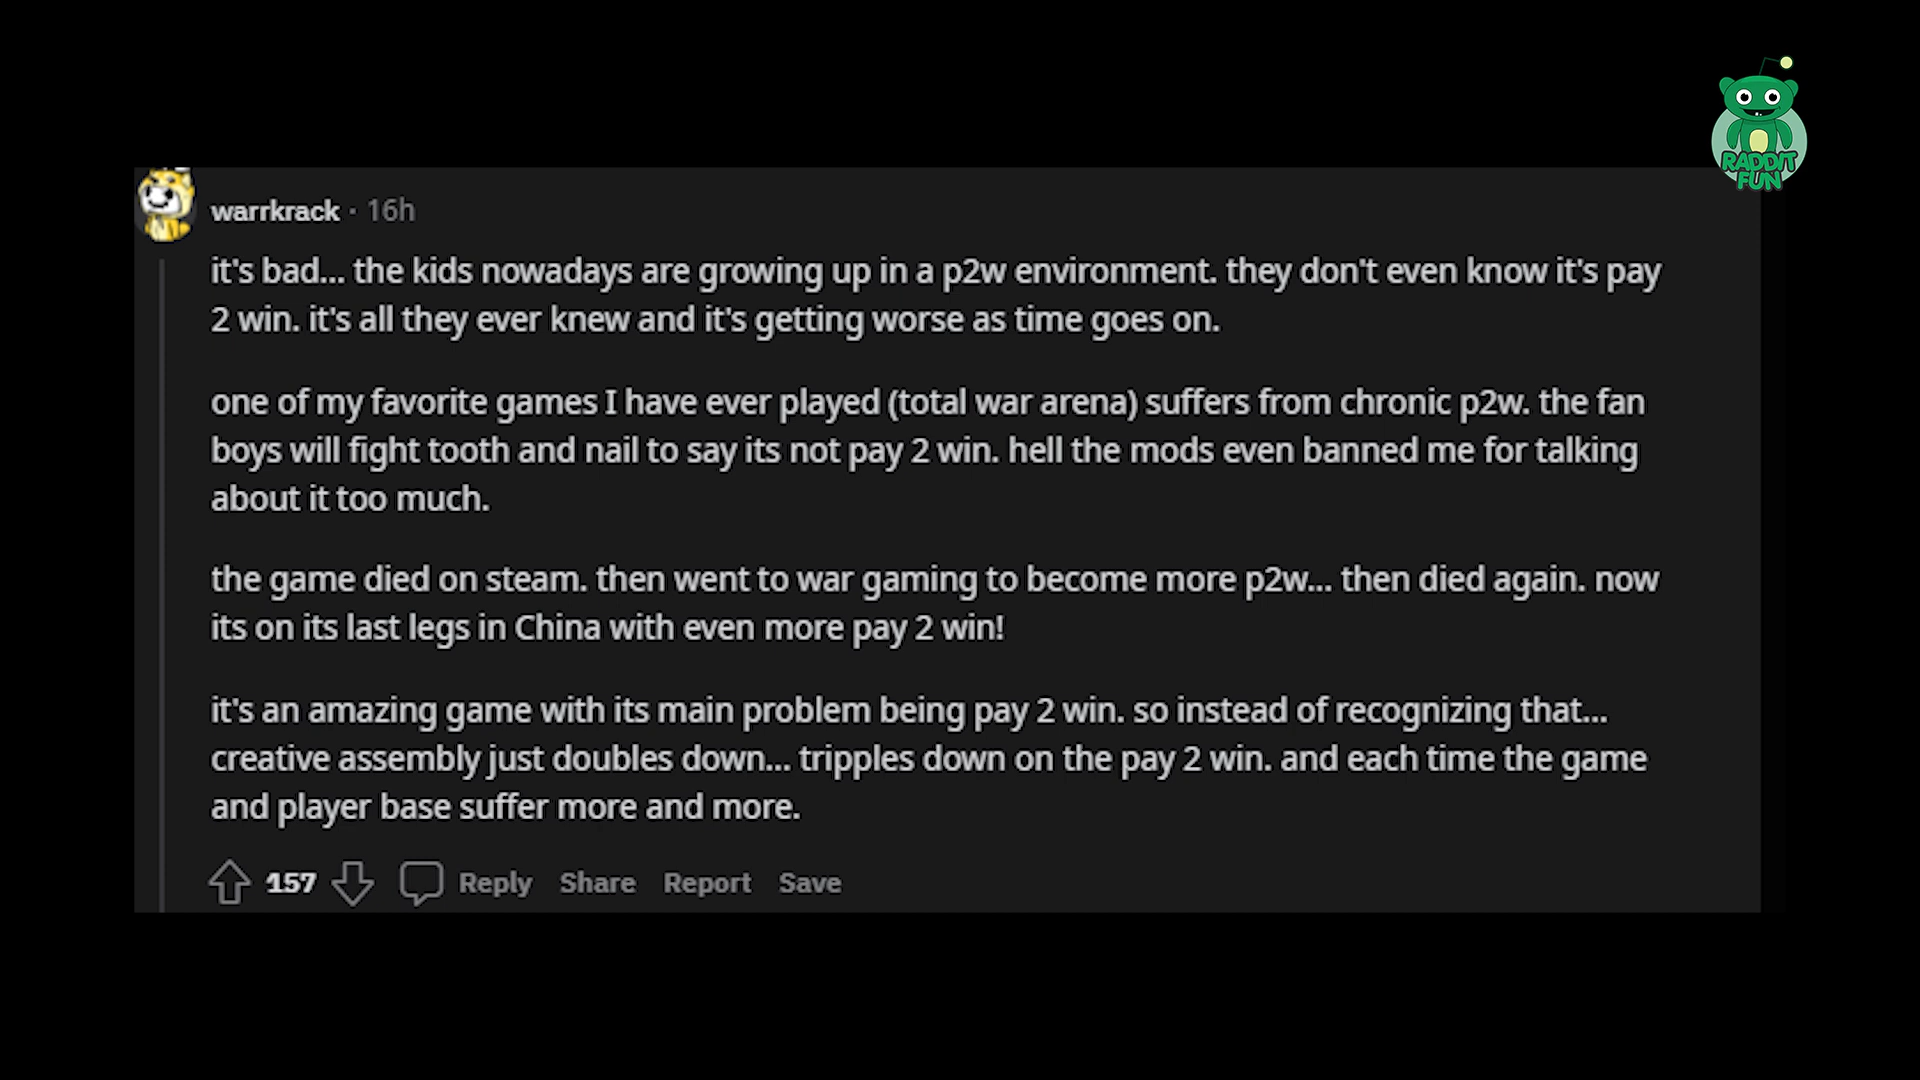 RADDIT
FUN
warrkrack · 16h
it's bad... the kids nowadays are growing up in a p2w environment. they don't even know it's pay
2 win. it's all they ever knew and it's getting worse as time goes on.
one of my favorite games I have ever played (total war arena) suffers from chronic p2w. the fan
boys will fight tooth and nail to say its not pay 2 win. hell the mods even banned me for talking
about it too much.
the game died on steam. then went to war gaming to become more p2w... then died again. now
its on its last legs in China with even more pay 2 win!
it's an amazing game with its main problem being pay 2 win. so instead of recognizing that...
creative assembly just doubles down... tripples down on the pay 2 win. and each time the game
and player base suffer more and more.
157 Reply Share Report Save